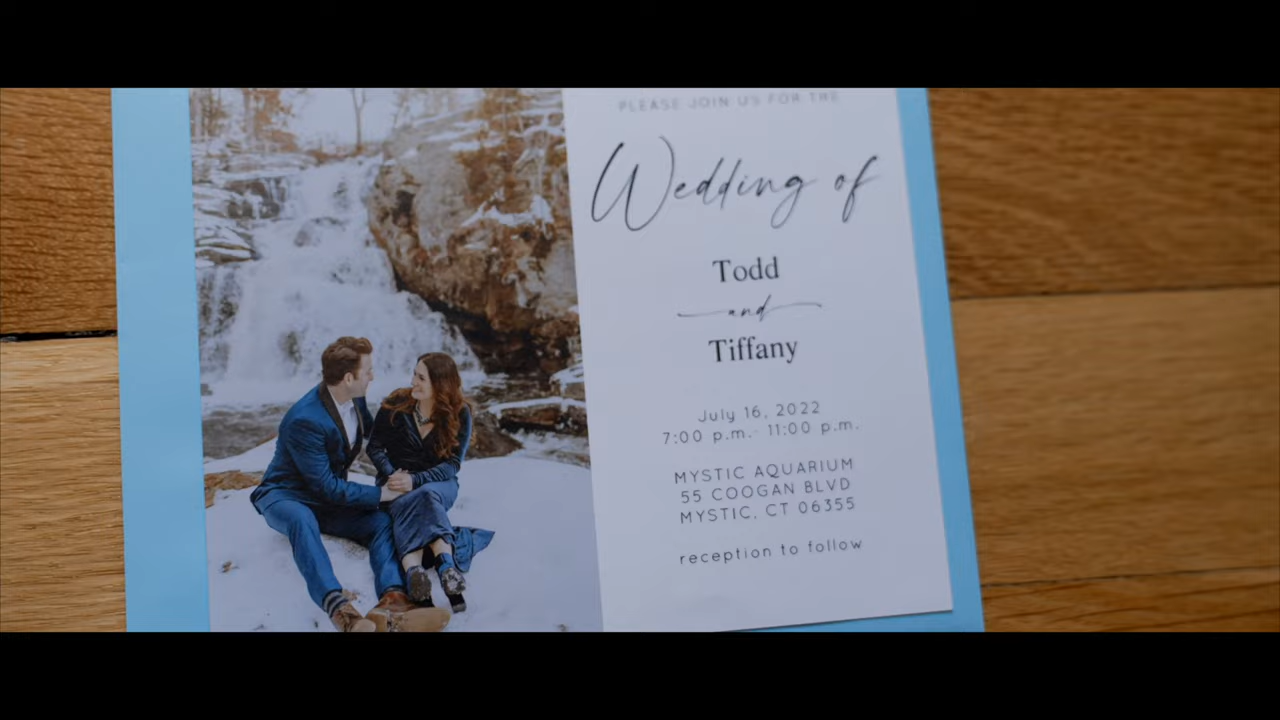 PLEASE JOIN US FOR THE
Wedding of
Todd
and
Tiffany
July 16, 2022
7:00 p.m.- 11:00 p.m.
MYSTIC AQUARIUM
55 COOGAN BLVD
MYSTIC, CT 06355
reception to follow